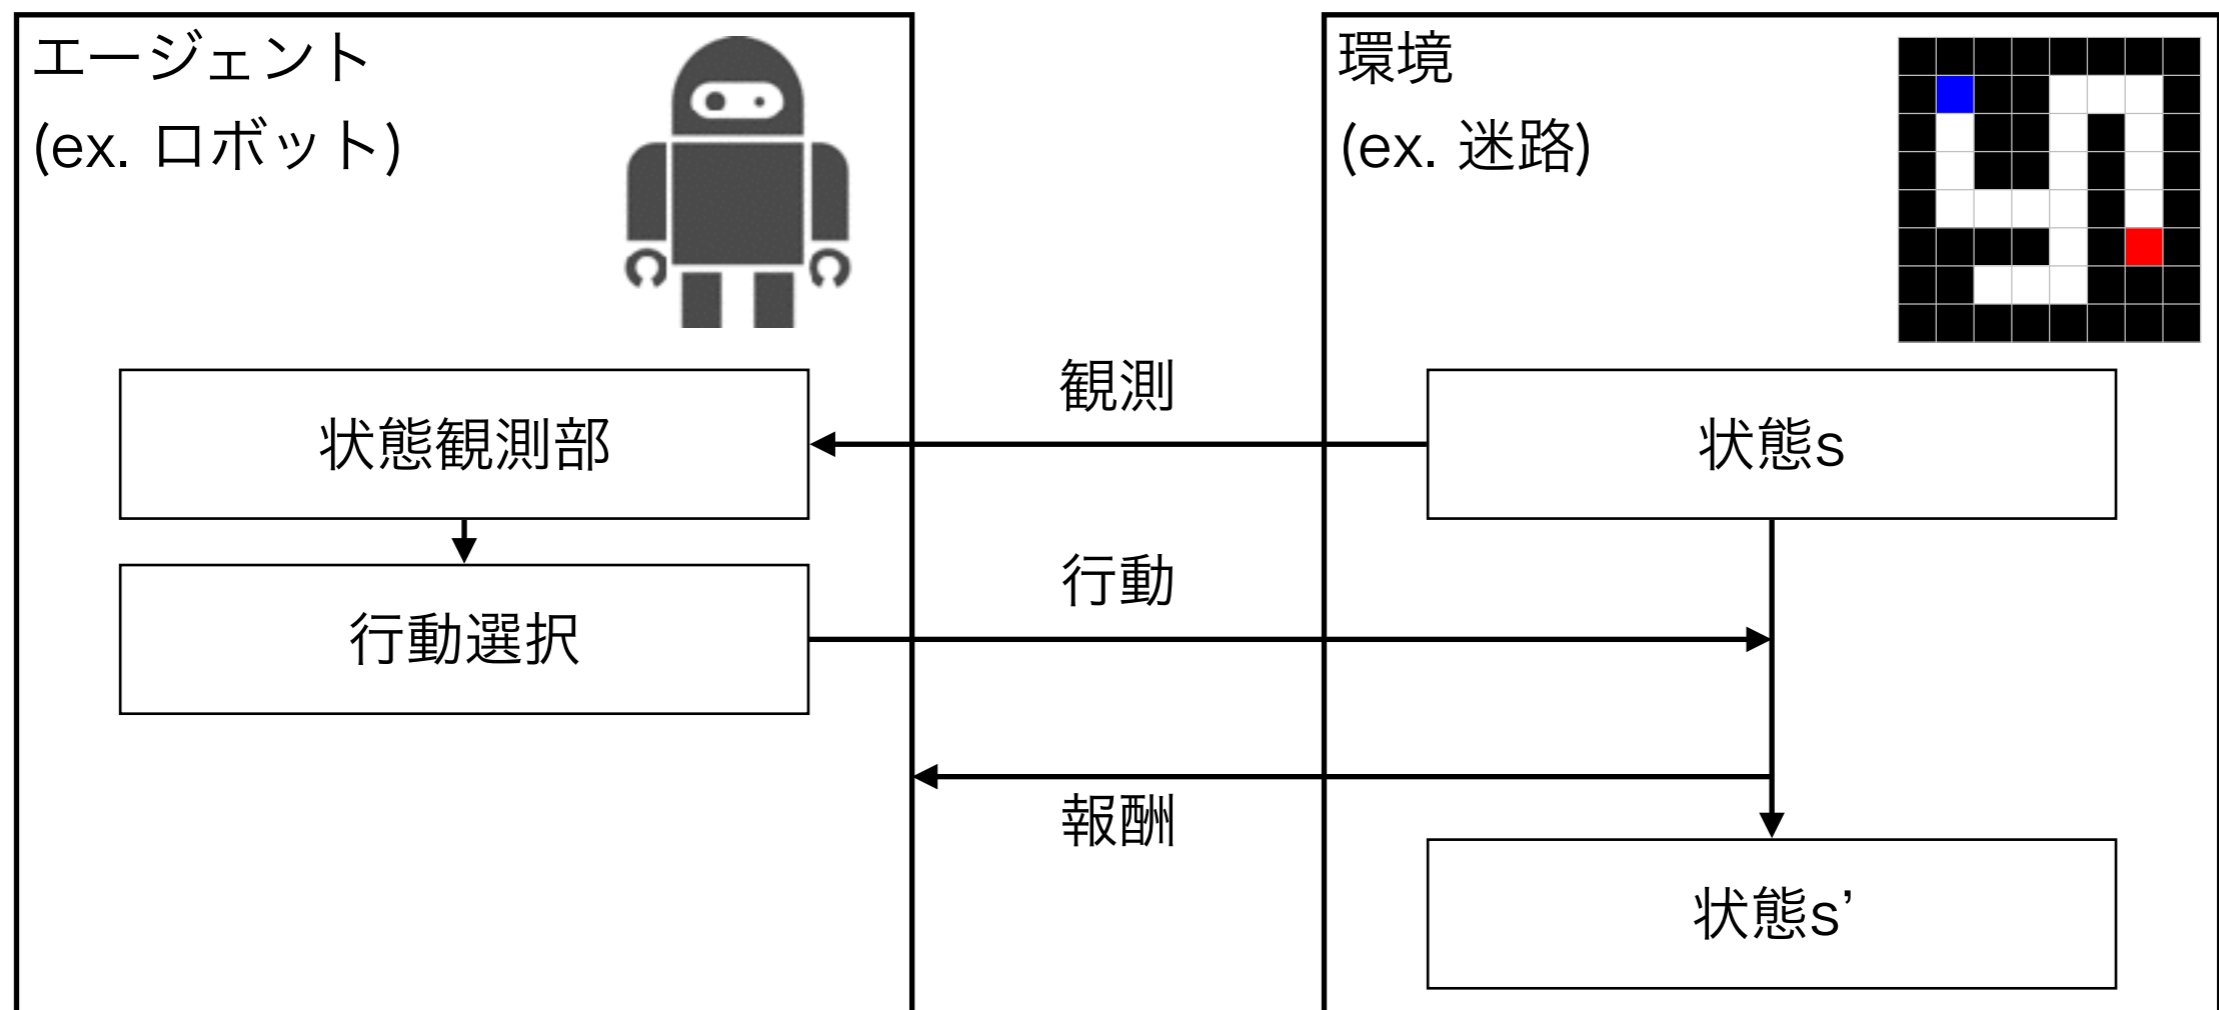 エージェント
(ex. ロボット)
環境
(ex. 迷路)
観測
状態観測部
状態s
行動
行動選択
報酬
状態s’